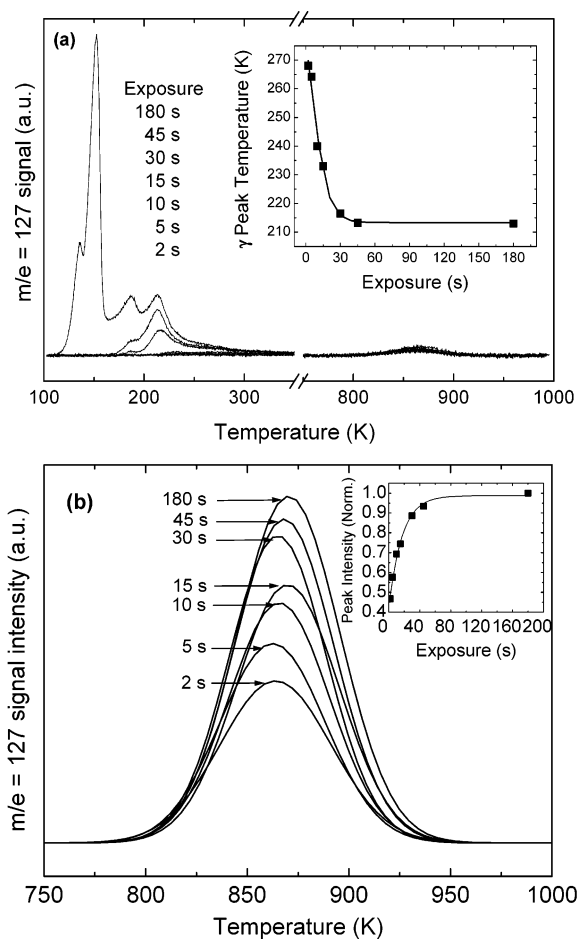 (a)
Exposure
180 s
45 s
30 s
15 s
10 s
5 s
2 s
m/e = 127 signal (a.u.)
100 150 200 250 300 800 900 1000
Temperature (K)
γ Peak Temperature (K)
270
260
250
240
230
220
210
0 30 60 90 120 150 180
Exposure (s)
(b)
180 s
45 s
30 s
15 s
10 s
5 s
2 s
m/e = 127 signal intensity (a.u.)
750 800 850 900 950 1000
Temperature (K)
Peak Intensity (Norm.)
1.0
0.9
0.8
0.7
0.6
0.5
0.4
0 40 80 120 160 200
Exposure (s)